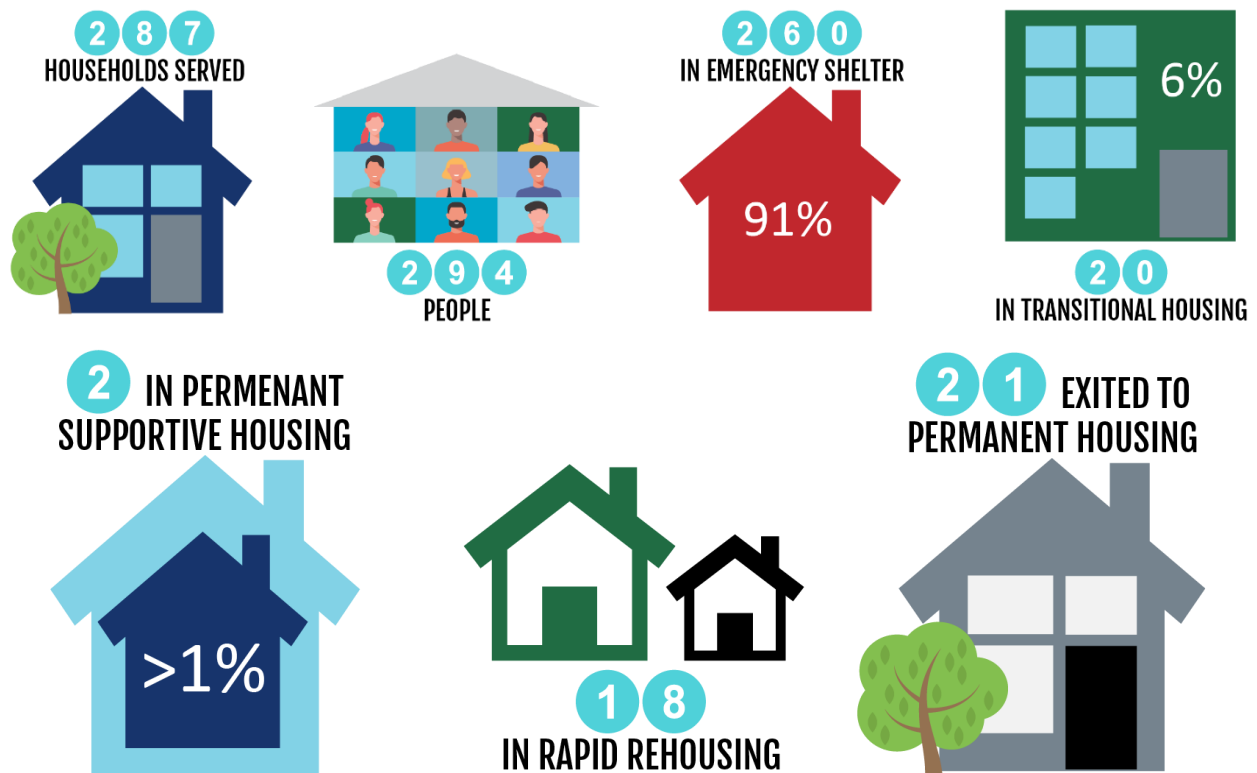 287
HOUSEHOLDS SERVED
294
PEOPLE
260
IN EMERGENCY SHELTER
91%
6%
20
IN TRANSITIONAL HOUSING
2 IN PERMENANT
SUPPORTIVE HOUSING
>1%
18
IN RAPID REHOUSING
21 EXITED TO
PERMANENT HOUSING